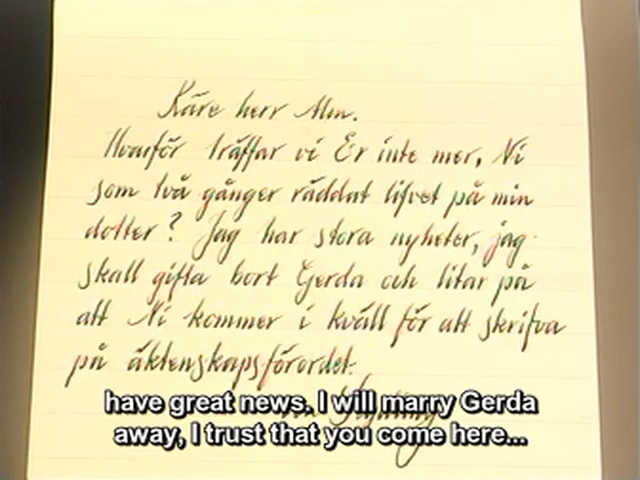 Käre herr Alm.
Hvarför träffar vi Er inte mer, Ni
som två gånger räddat lifvet på min
dotter? Jag har stora nyheter, jag
skall gifta bort Gerda och litar på
att Ni kommer i kväll för att skrifva
på äktenskapsförordet.
have great news. I will marry Gerda
away, I trust that you come here...